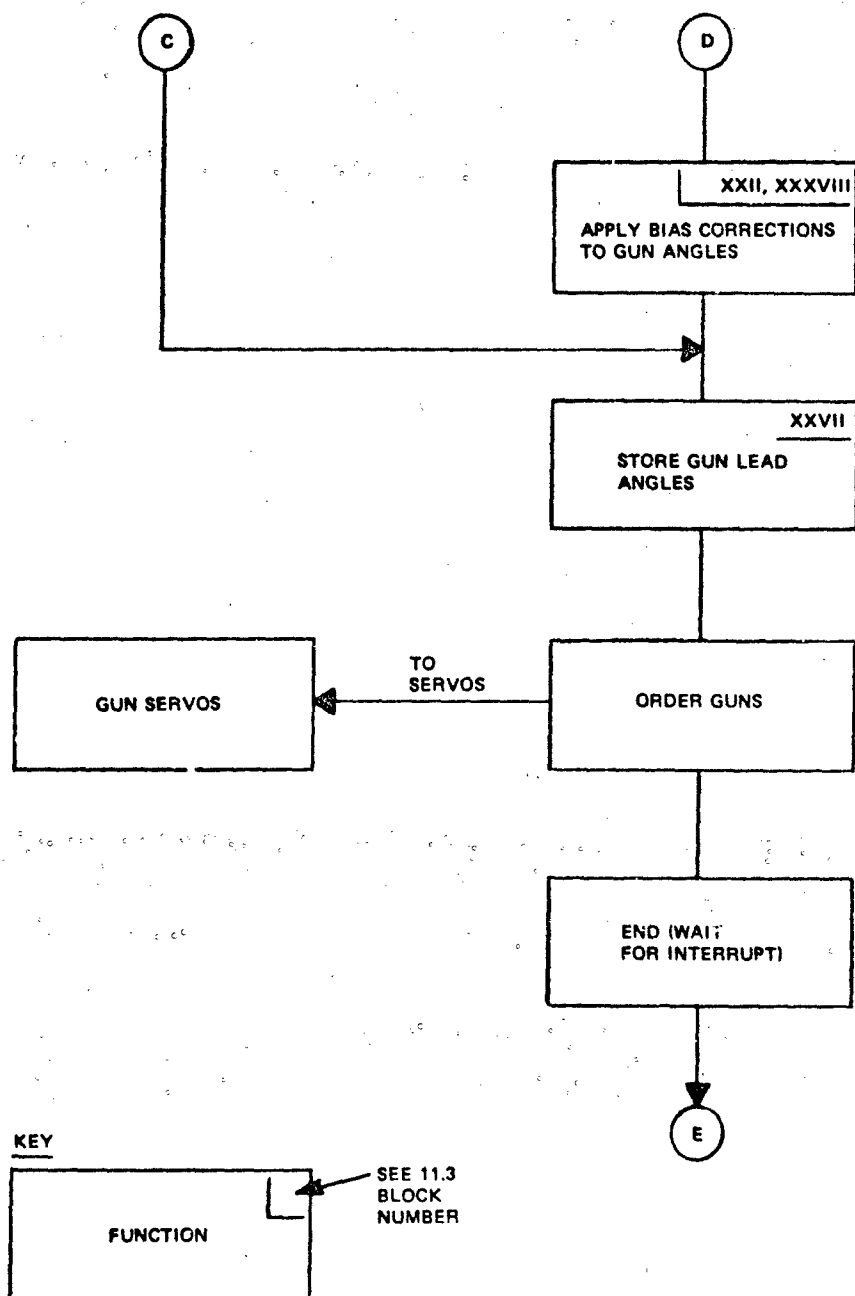 C
D
XXII, XXXVIII
APPLY BIAS CORRECTIONS
TO GUN ANGLES
XXVII
STORE GUN LEAD
ANGLES
GUN SERVOS
TO
SERVOS
ORDER GUNS
END (WAIT
FOR INTERRUPT)
E
KEY
FUNCTION
SEE 11.3
BLOCK
NUMBER